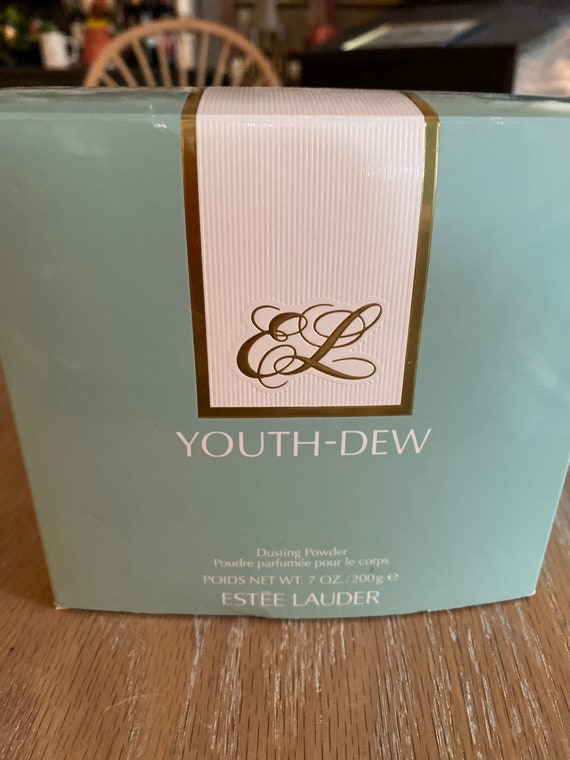 EL
YOUTH-DEW
Dusting Powder
Poudre parfumée pour le corps
POIDS NET WT. 7 OZ./200g ℮
ESTĒE LAUDER